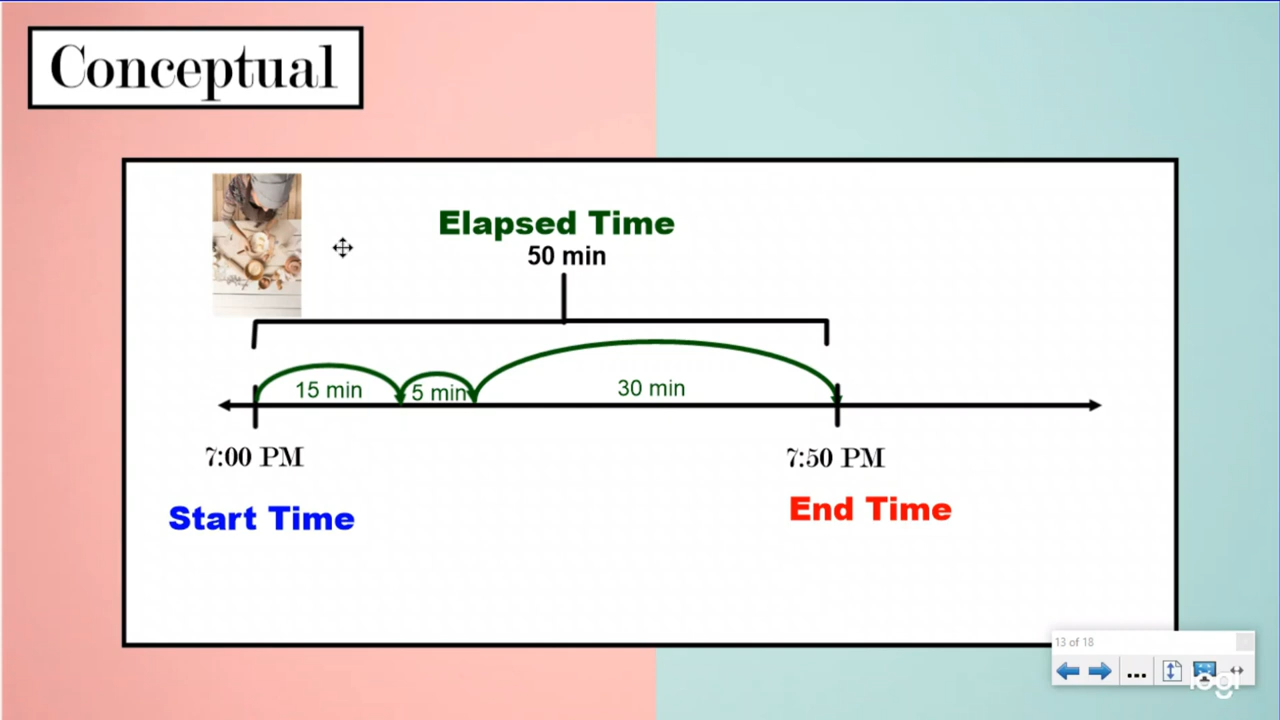 Conceptual
Elapsed Time
50 min
15 min
5 min
30 min
7:00 PM
7:50 PM
Start Time
End Time
13 of 18
logi